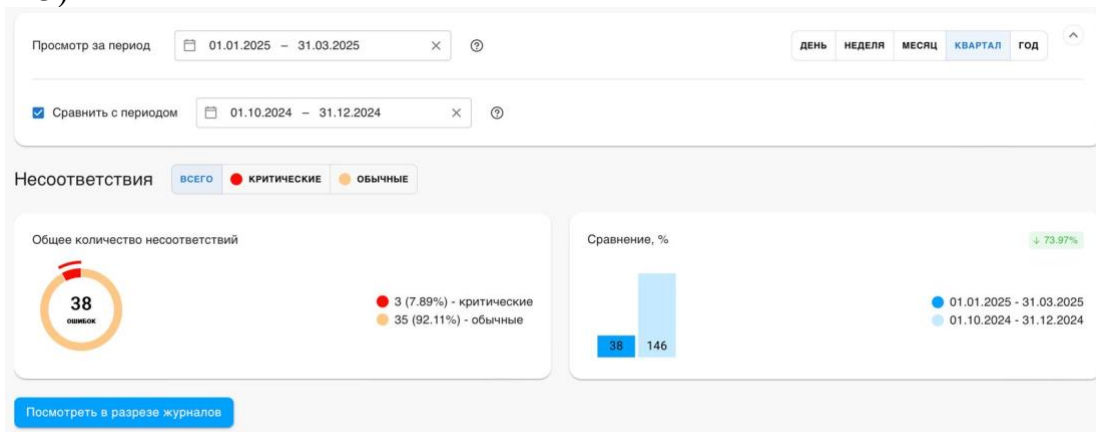 Просмотр за период 01.01.2025 – 31.03.2025 ДЕНЬ НЕДЕЛЯ МЕСЯЦ КВАРТАЛ ГОД
Сравнить с периодом 01.10.2024 – 31.12.2024
Несоответствия ВСЕГО КРИТИЧЕСКИЕ ОБЫЧНЫЕ
Общее количество несоответствий
38
ошибок
3 (7.89%) - критические
35 (92.11%) - обычные
Сравнение, % ↓ 73.97%
38 146
01.01.2025 - 31.03.2025
01.10.2024 - 31.12.2024
Посмотреть в разрезе журналов